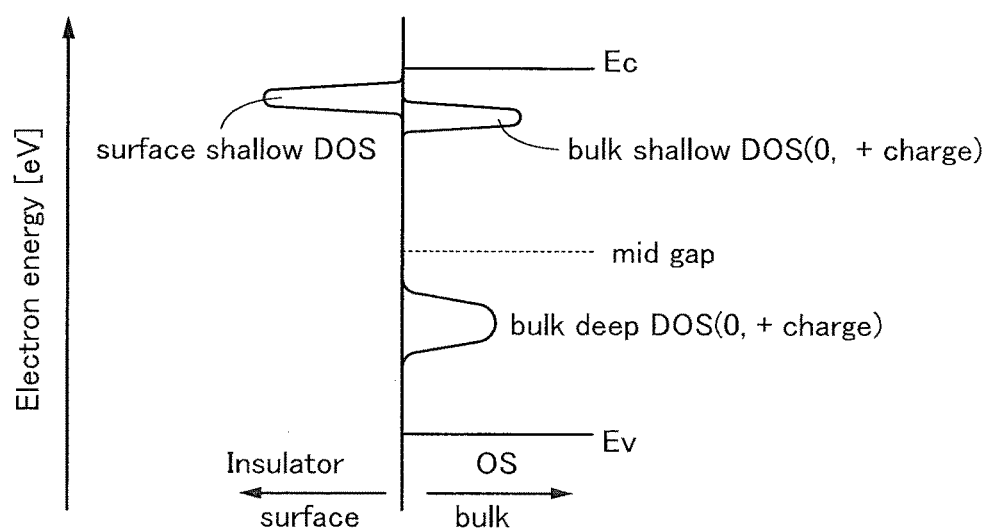 Electron energy [eV]
Ec
surface shallow DOS
bulk shallow DOS(0, + charge)
mid gap
bulk deep DOS(0, + charge)
Ev
Insulator
OS
surface
bulk